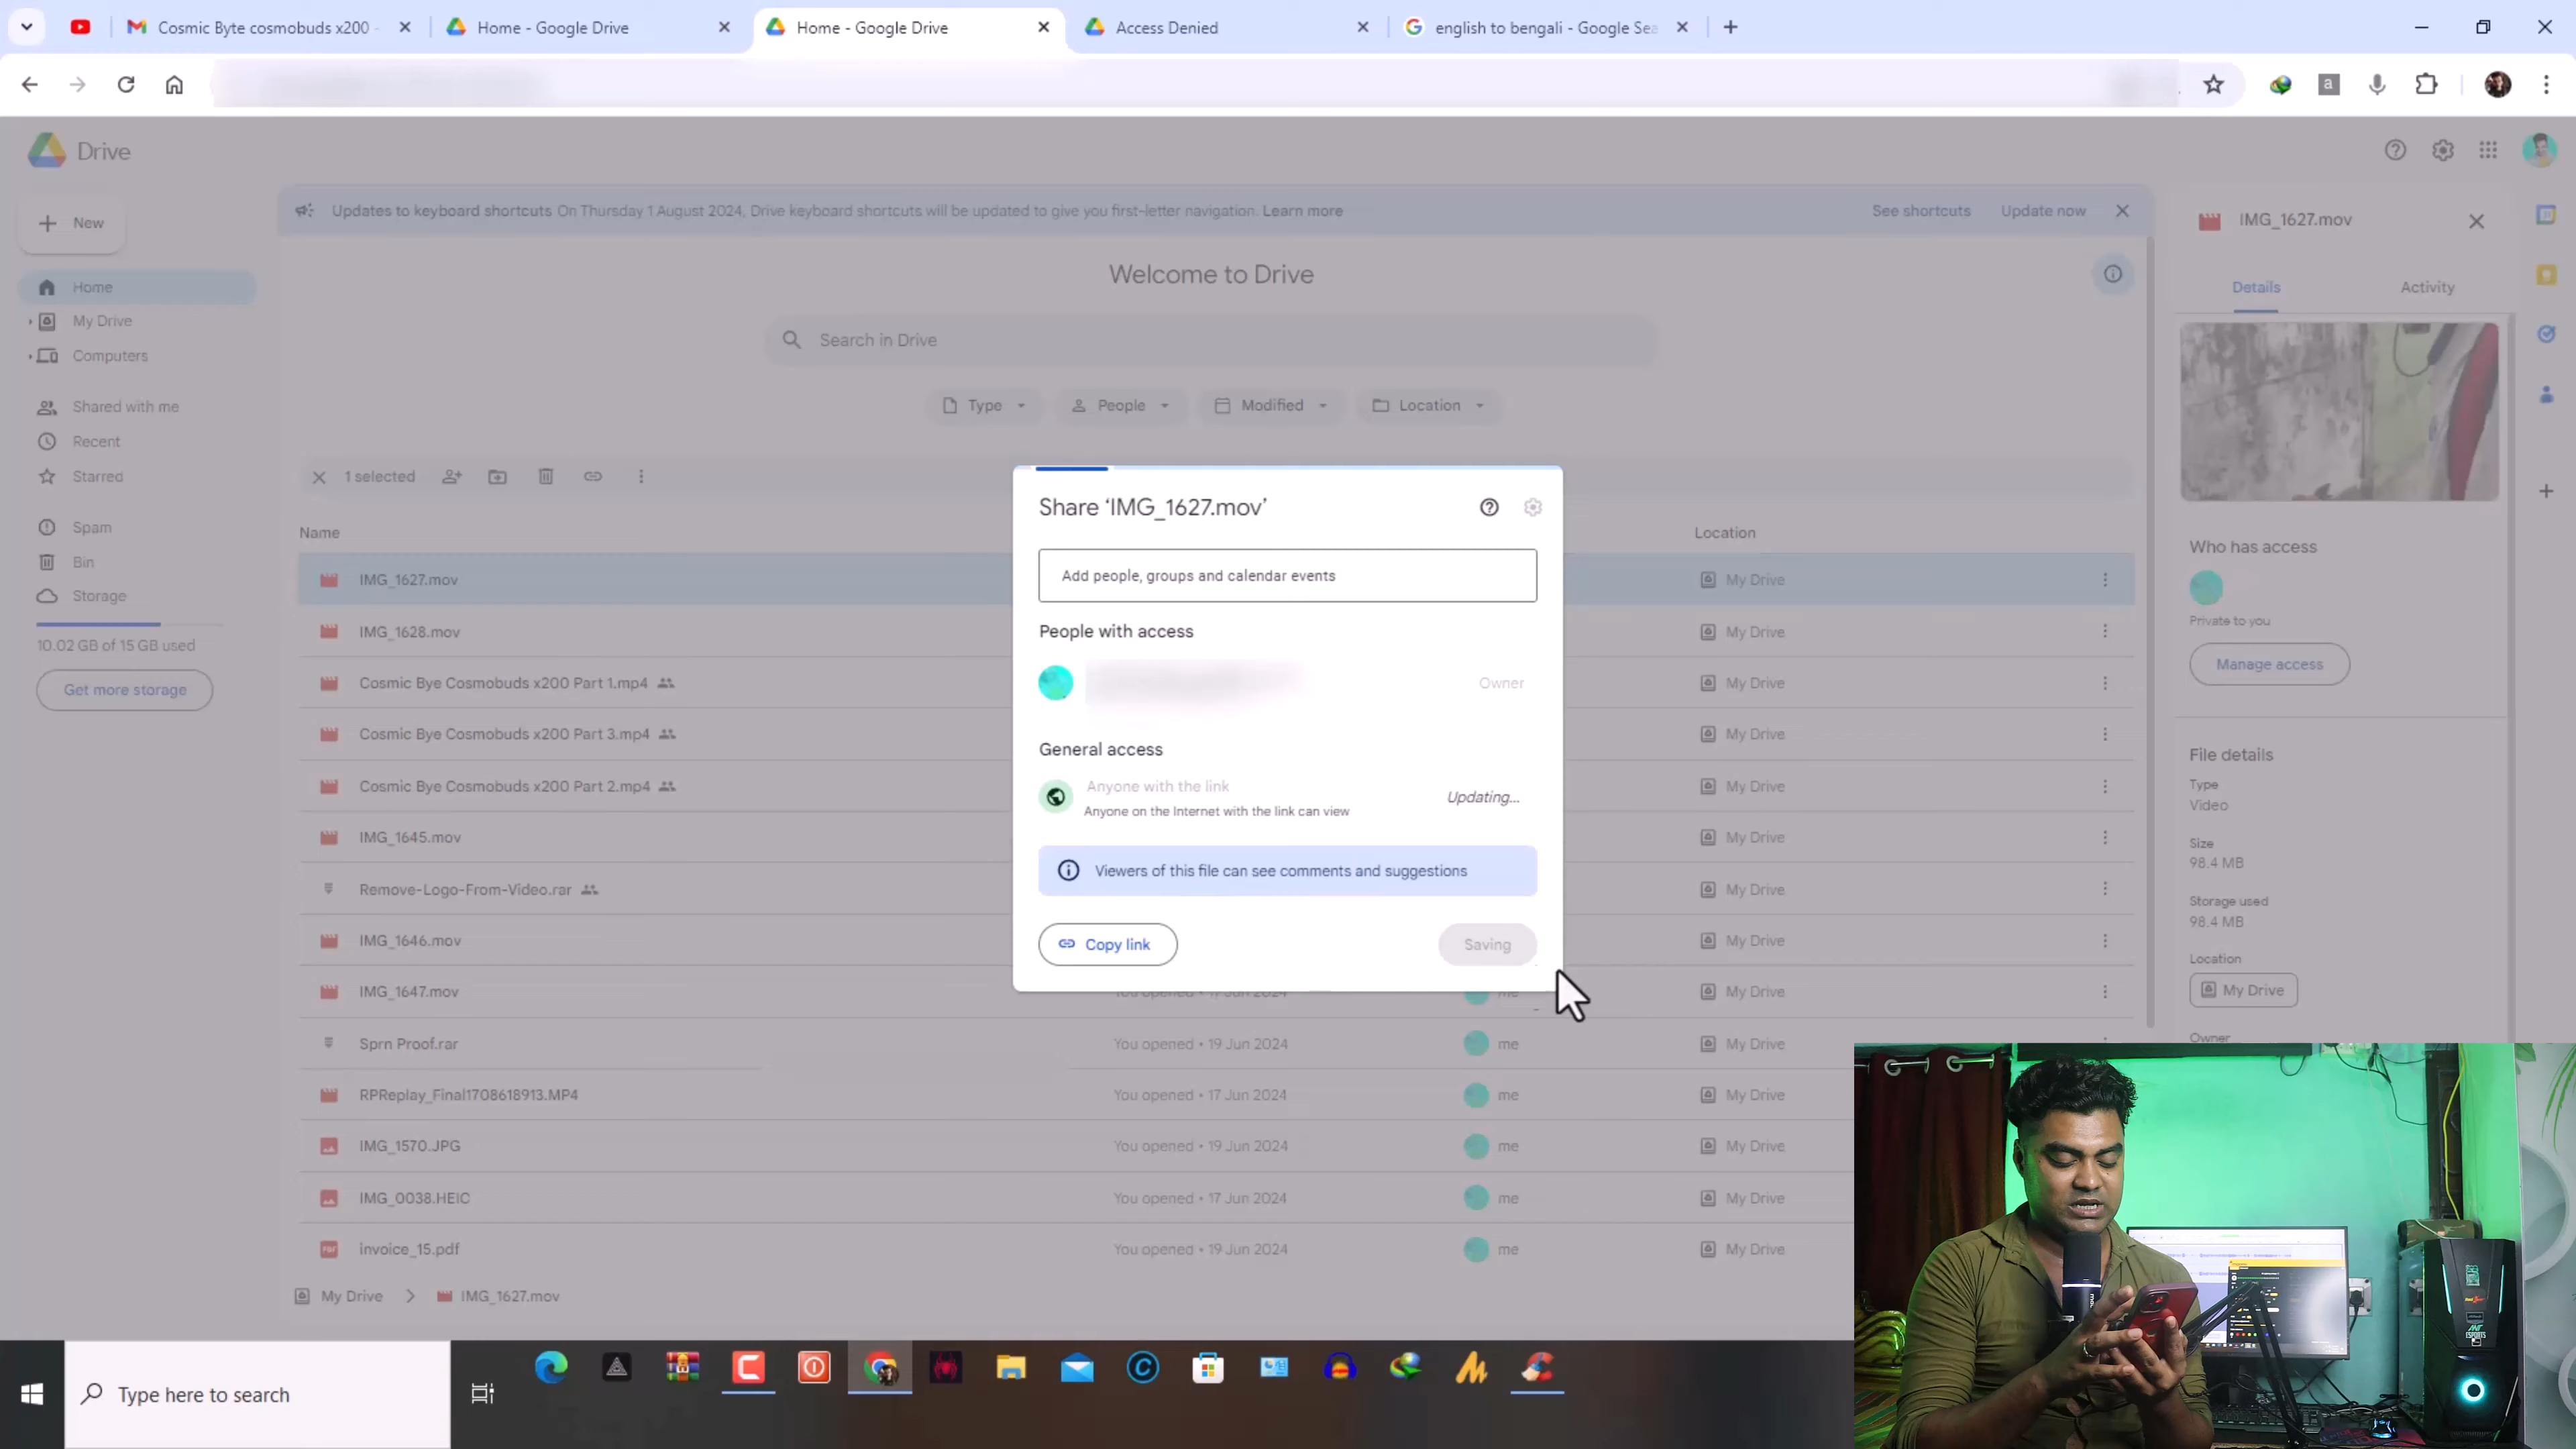 Cosmic Byte cosmobuds x200 -
Home - Google Drive
Home - Google Drive
Access Denied
english to bengali - Google Sea
Drive
New
Updates to keyboard shortcuts On Thursday 1 August 2024, Drive keyboard shortcuts will be updated to give you first-letter navigation. Learn more
See shortcuts
Update now
IMG_1627.mov
Welcome to Drive
Home
My Drive
Computers
Shared with me
Recent
Starred
Spam
Bin
Storage
10.02 GB of 15 GB used
Get more storage
Search in Drive
Type
People
Modified
Location
1 selected
Name
Location
IMG_1627.mov
My Drive
IMG_1628.mov
My Drive
Cosmic Bye Cosmobuds x200 Part 1.mp4
My Drive
Cosmic Bye Cosmobuds x200 Part 3.mp4
My Drive
Cosmic Bye Cosmobuds x200 Part 2.mp4
My Drive
IMG_1645.mov
My Drive
Remove-Logo-From-Video.rar
My Drive
IMG_1646.mov
My Drive
IMG_1647.mov
You opened • 19 Jun 2024
me
My Drive
Sprn Proof.rar
You opened • 19 Jun 2024
me
My Drive
RPReplay_Final1708618913.MP4
You opened • 17 Jun 2024
me
My Drive
IMG_1570.JPG
You opened • 19 Jun 2024
me
My Drive
IMG_0038.HEIC
You opened • 17 Jun 2024
me
My Drive
invoice_15.pdf
You opened • 19 Jun 2024
me
My Drive
My Drive
IMG_1627.mov
Share ‘IMG_1627.mov’
Add people, groups and calendar events
People with access
Owner
General access
Anyone with the link
Anyone on the Internet with the link can view
Updating...
Viewers of this file can see comments and suggestions
Copy link
Saving
Details
Activity
Who has access
Private to you
Manage access
File details
Type
Video
Size
98.4 MB
Storage used
98.4 MB
Location
My Drive
Owner
Type here to search